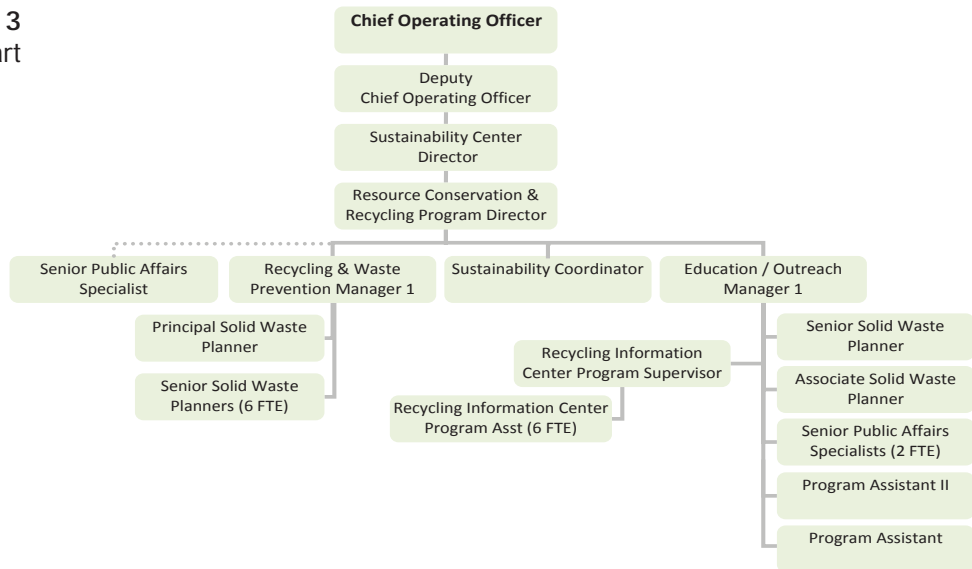 3
art
Chief Operating Officer
Deputy
Chief Operating Officer
Sustainability Center
Director
Resource Conservation &
Recycling Program Director
Senior Public Affairs
Specialist
Recycling & Waste
Prevention Manager 1
Sustainability Coordinator
Education / Outreach
Manager 1
Principal Solid Waste
Planner
Senior Solid Waste
Planners (6 FTE)
Recycling Information
Center Program Supervisor
Recycling Information Center
Program Asst (6 FTE)
Senior Solid Waste
Planner
Associate Solid Waste
Planner
Senior Public Affairs
Specialists (2 FTE)
Program Assistant II
Program Assistant